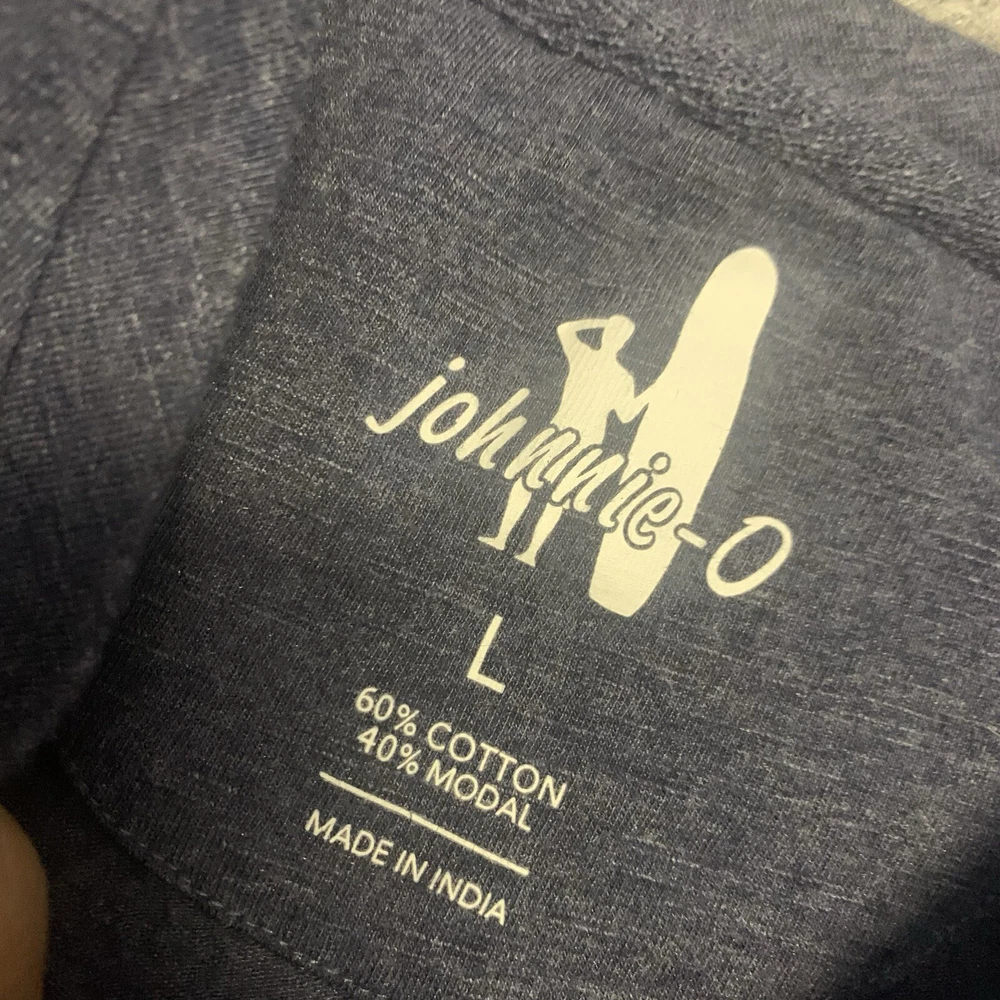 johnnie-O
L
60% COTTON
40% MODAL
MADE IN INDIA